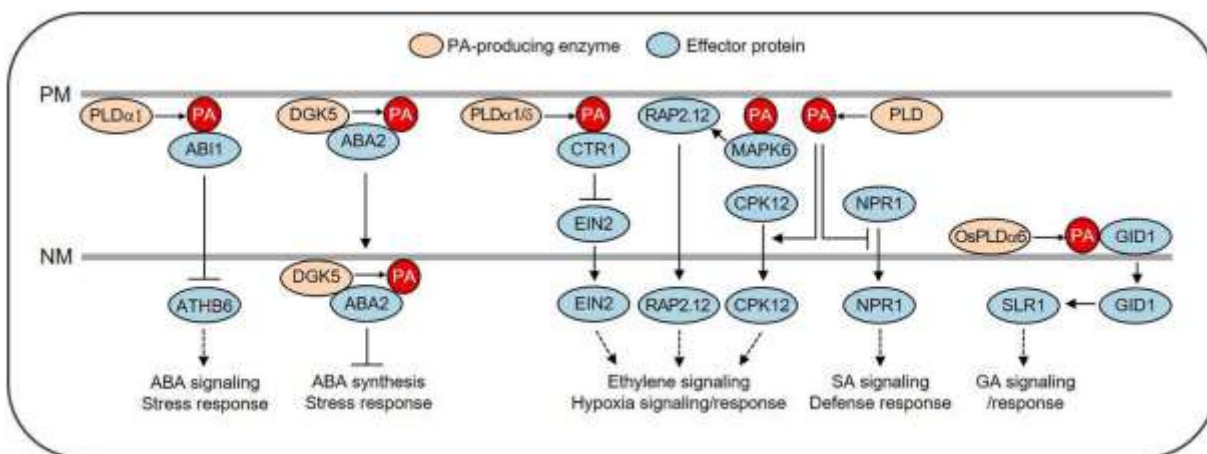 PA-producing enzyme
Effector protein
PM
PLDα1
PA
ABI1
DGK5
PA
ABA2
PLDα1/δ
PA
CTR1
RAP2.12
PA
MAPK6
PA
PLD
EIN2
CPK12
NPR1
OsPLDα6
PA
GID1
NM
DGK5
PA
ABA2
ATHB6
EIN2
RAP2.12
CPK12
NPR1
SLR1
GID1
ABA signaling
Stress response
ABA synthesis
Stress response
Ethylene signaling
Hypoxia signaling/response
SA signaling
Defense response
GA signaling
/response